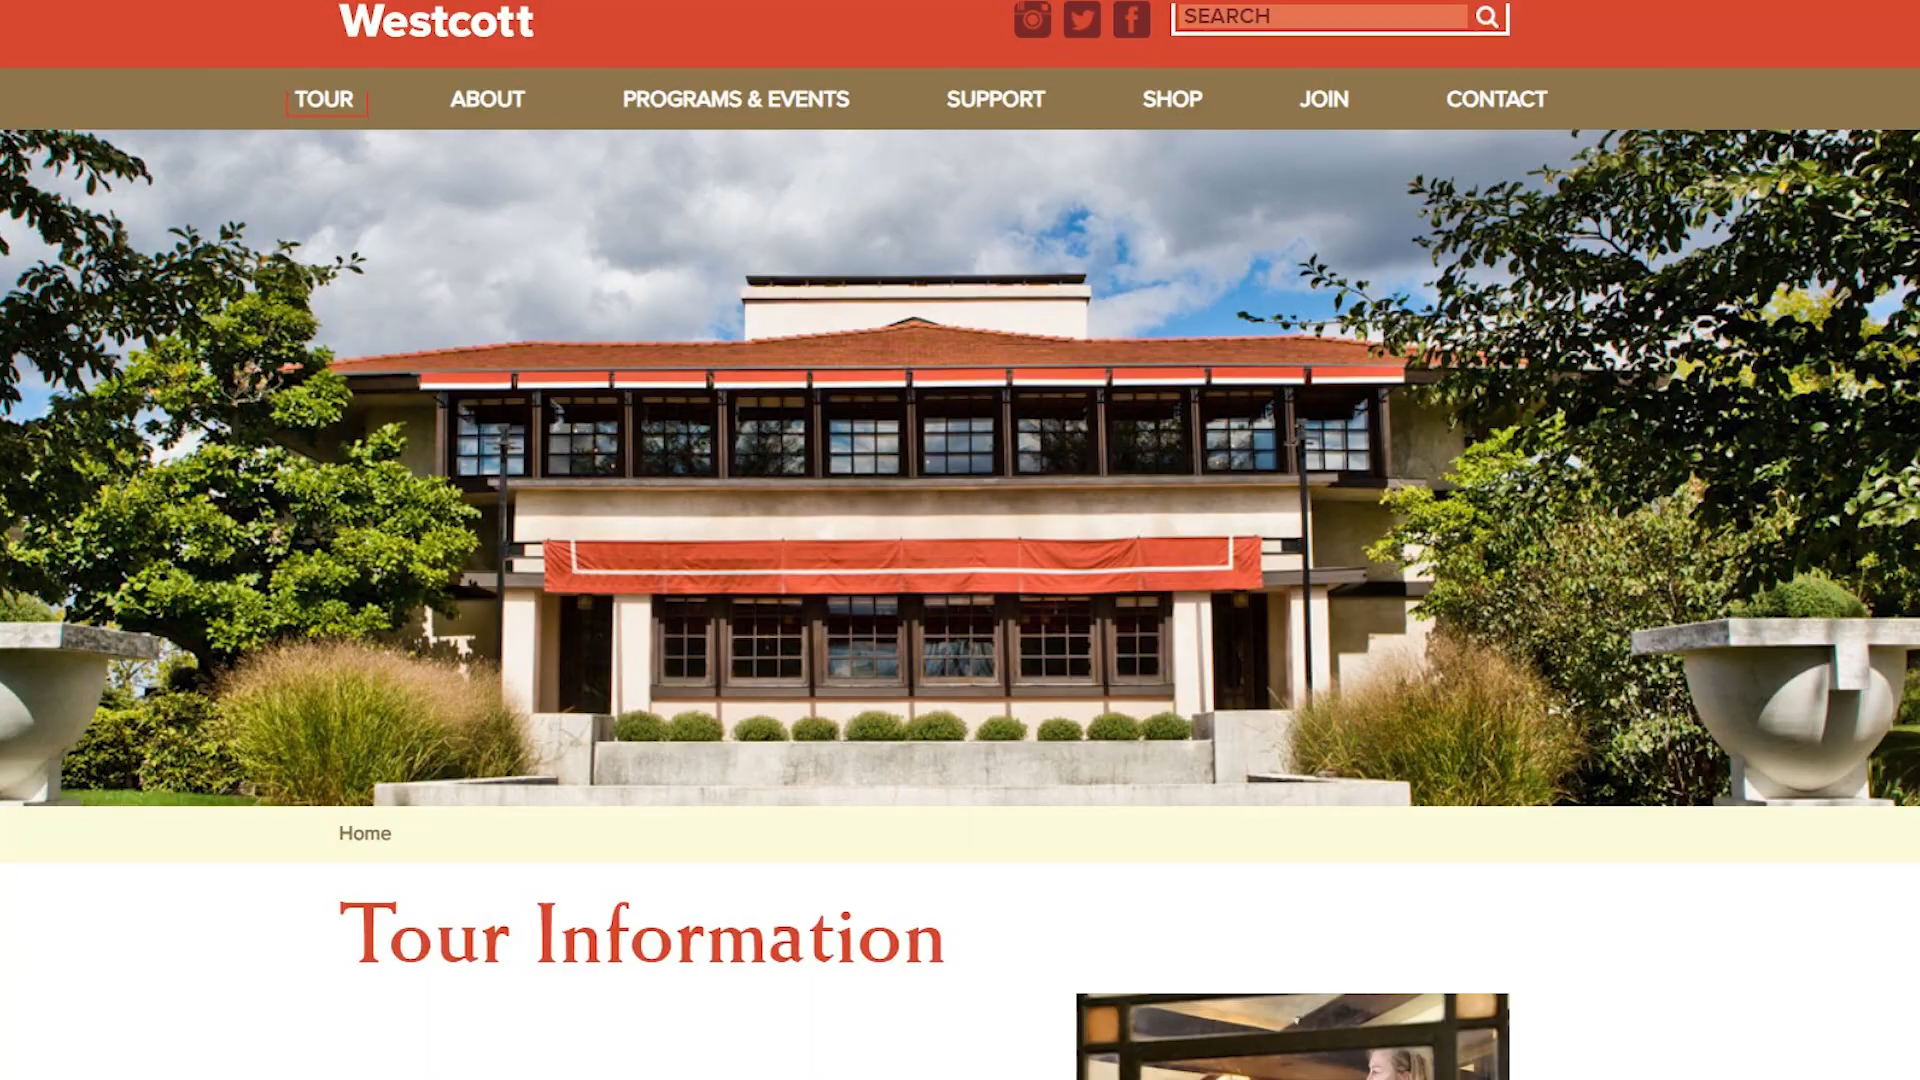 Westcott
SEARCH
TOUR ABOUT PROGRAMS & EVENTS SUPPORT SHOP JOIN CONTACT
Home
Tour Information